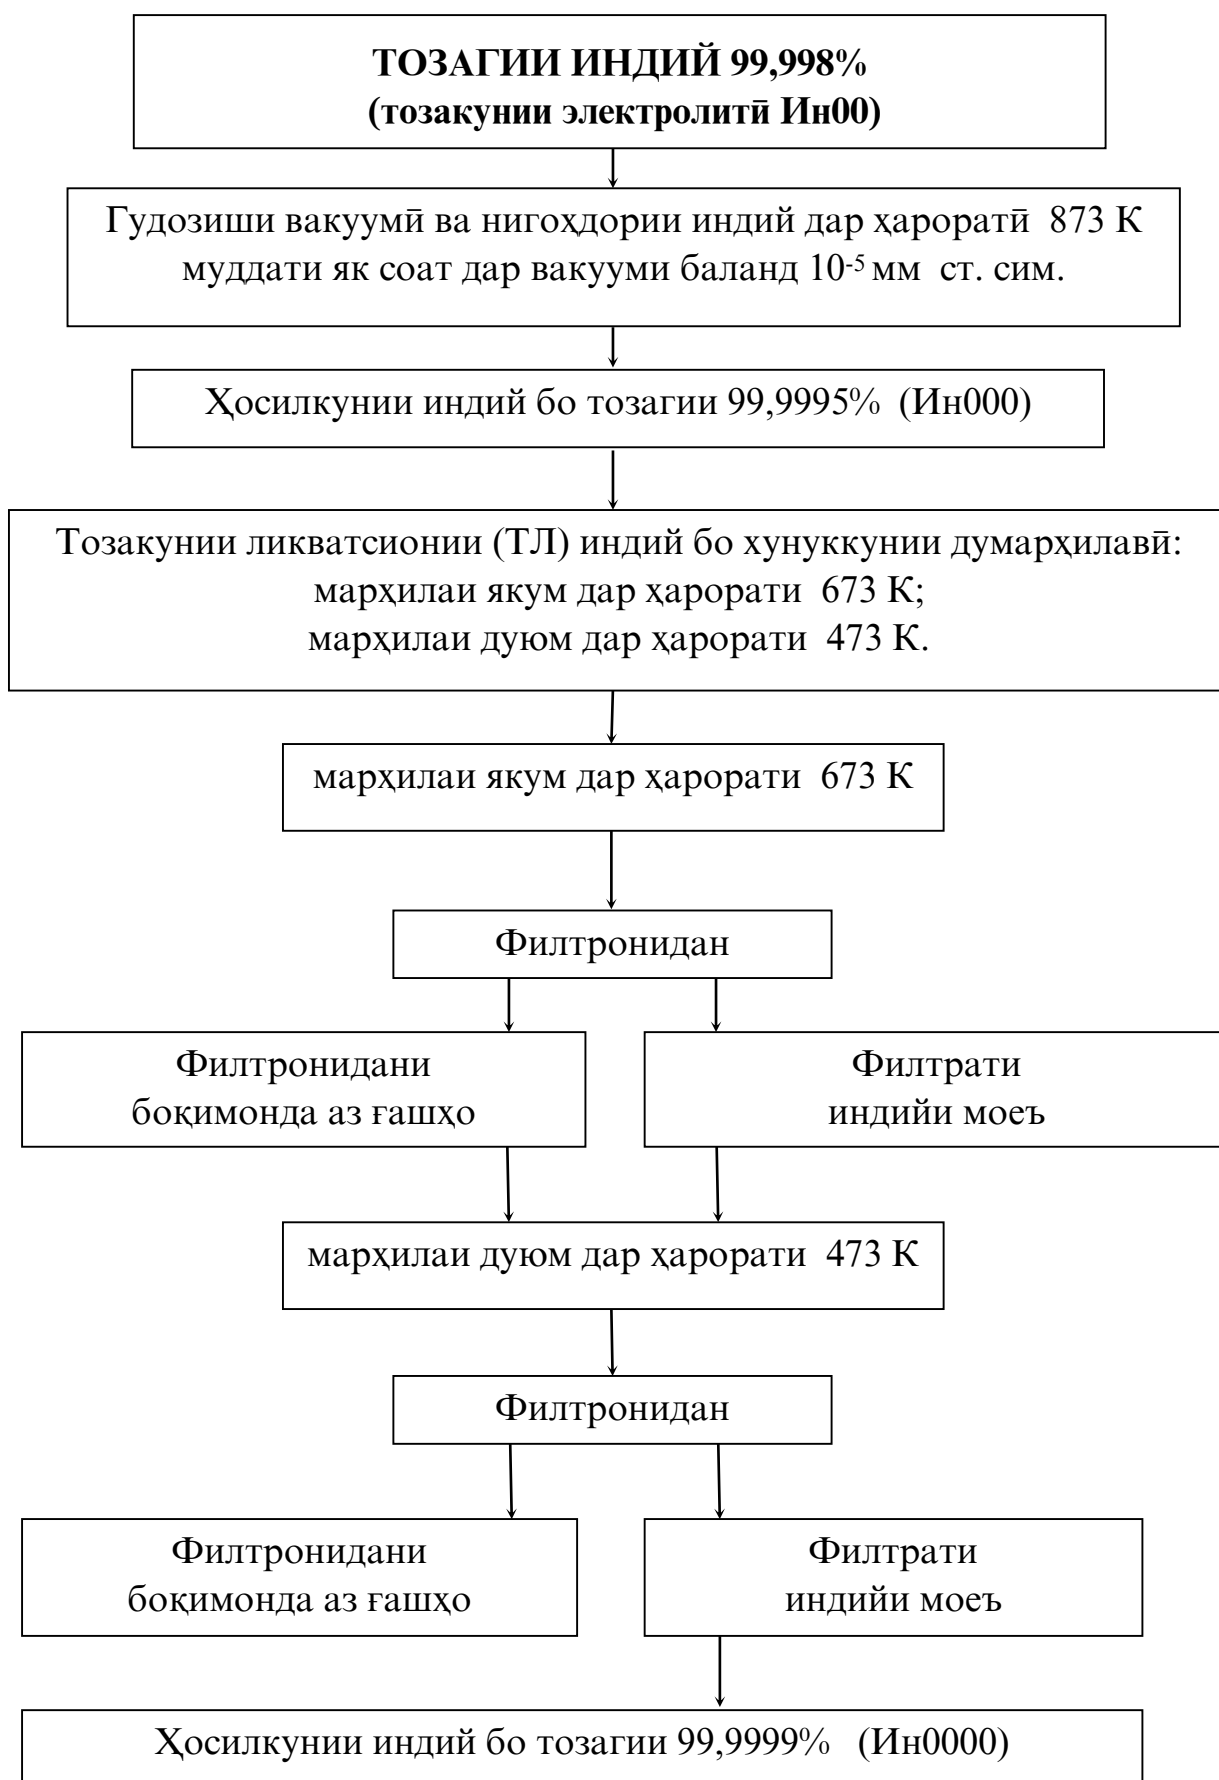 ТОЗАГИИ ИНДИЙ 99,998%
(тозакунии электролитӣ Ин00)
Гудозиши вакуумӣ ва нигоҳдории индий дар ҳароратӣ 873 К
муддати як соат дар вакууми баланд 10⁻⁵ мм ст. сим.
Ҳосилкунии индий бо тозагии 99,9995% (Ин000)
Тозакунии ликватсионии (ТЛ) индий бо хунуккунии думарҳилавӣ:
марҳилаи якум дар ҳарорати 673 К;
марҳилаи дуюм дар ҳарорати 473 К.
марҳилаи якум дар ҳарорати 673 К
Филтронидан
Филтронидани
боқимонда аз ғашҳо
Филтрати
индийи моеъ
марҳилаи дуюм дар ҳарорати 473 К
Филтронидан
Филтронидани
боқимонда аз ғашҳо
Филтрати
индийи моеъ
Ҳосилкунии индий бо тозагии 99,9999% (Ин0000)